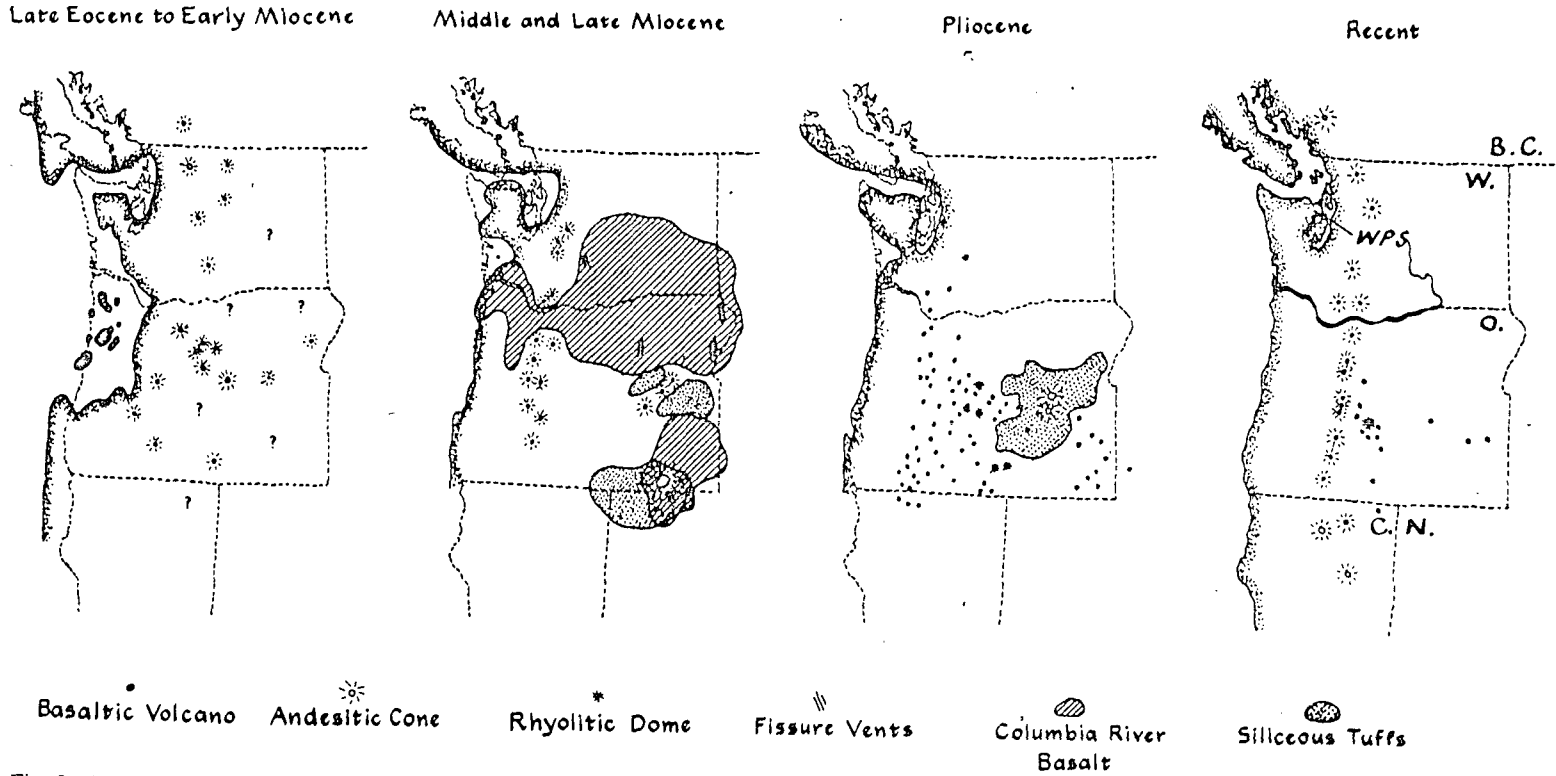 Late Eocene to Early Miocene
Middle and Late Miocene
Pliocene
Recent
B.C.
W.
WPS
O.
C. N.
?
?
?
?
?
?
Basaltic Volcano
Andesitic Cone
Rhyolitic Dome
Fissure Vents
Columbia River
Basalt
Siliceous Tuffs